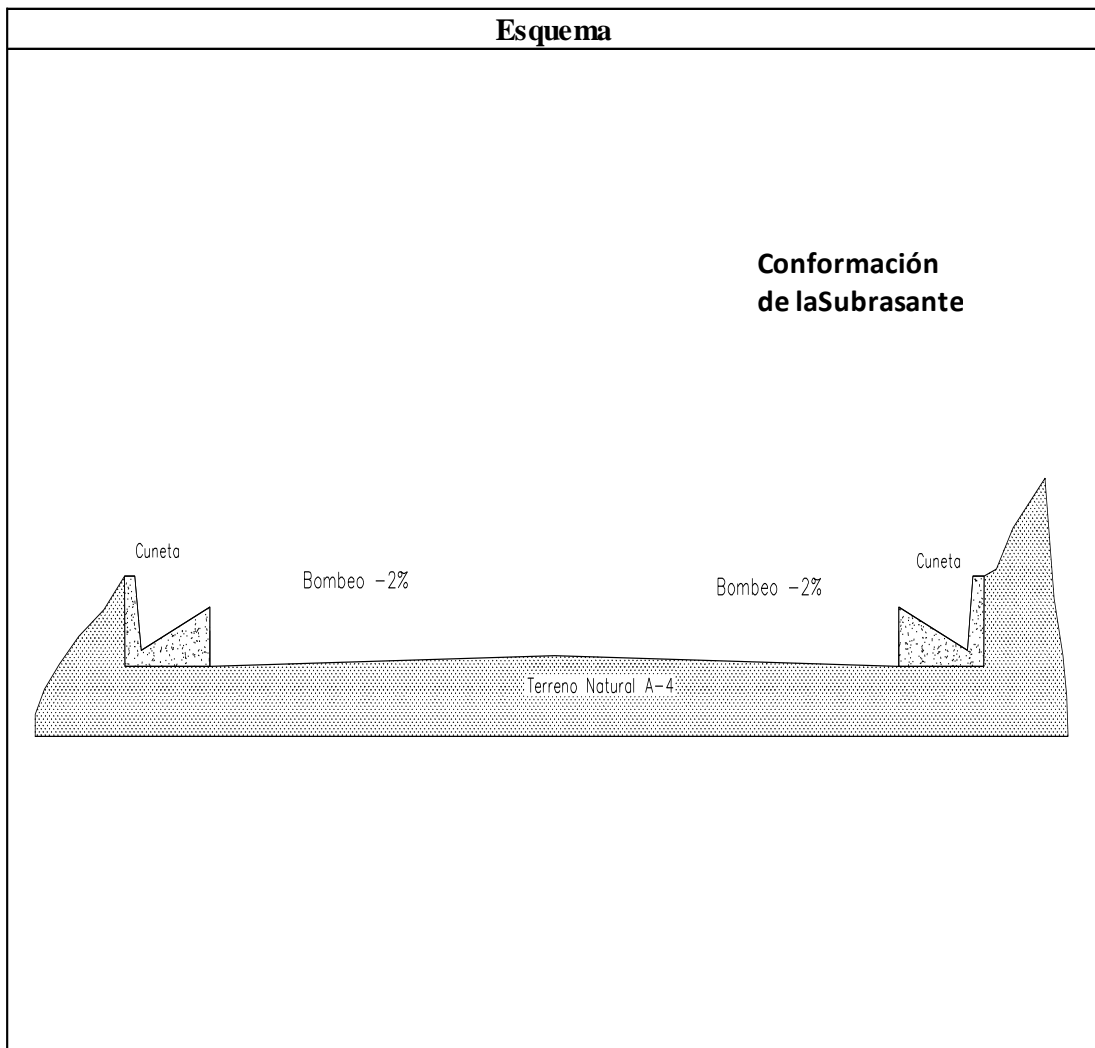 Esquema
Conformación
de laSubrasante
Cuneta
Cuneta
Bombeo -2%
Bombeo -2%
Terreno Natural A-4